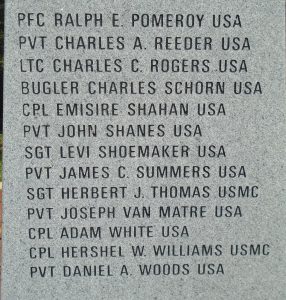 PFC RALPH E. POMEROY USA
PVT CHARLES A. REEDER USA
LTC CHARLES C. ROGERS USA
BUGLER CHARLES SCHORN USA
CPL EMISIRE SHAHAN USA
PVT JOHN SHANES USA
SGT LEVI SHOEMAKER USA
PVT JAMES C. SUMMERS USA
SGT HERBERT J. THOMAS USMC
PVT JOSEPH VAN MATRE USA
CPL ADAM WHITE USA
CPL HERSHEL W. WILLIAMS USMC
PVT DANIEL A. WOODS USA